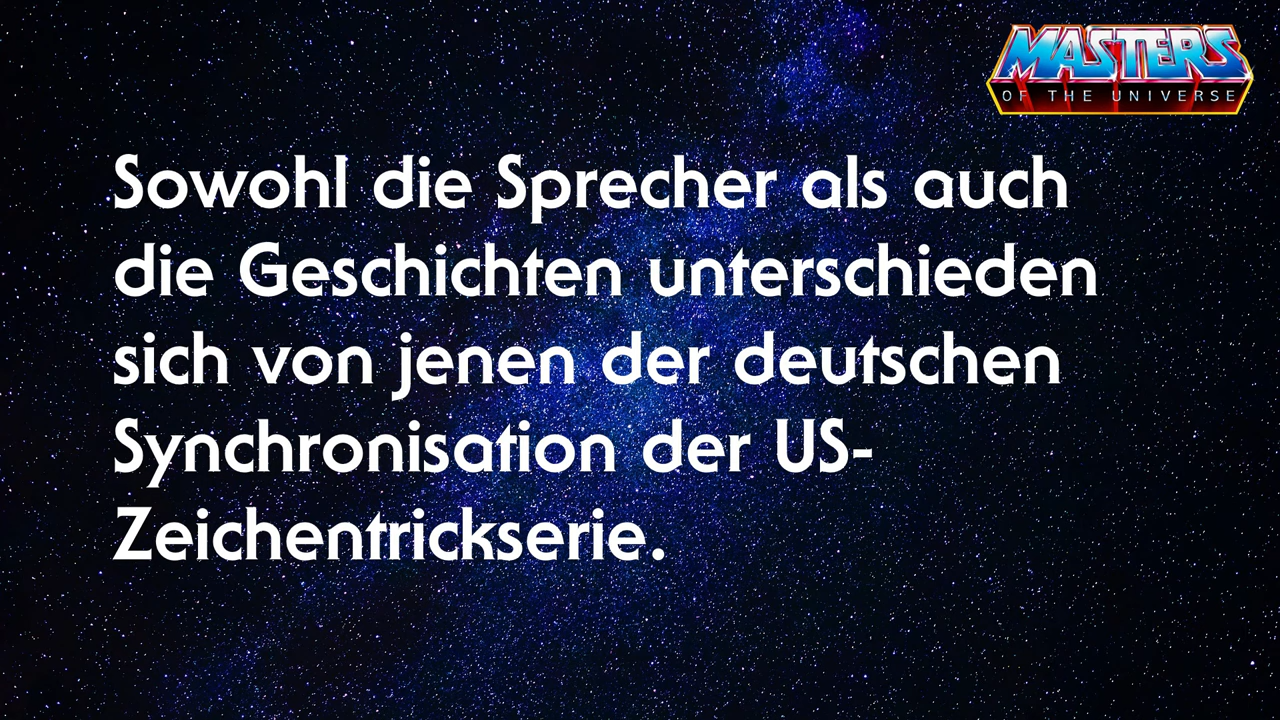 MASTERS
OF THE UNIVERSE
Sowohl die Sprecher als auch
die Geschichten unterschieden
sich von jenen der deutschen
Synchronisation der US-
Zeichentrickserie.